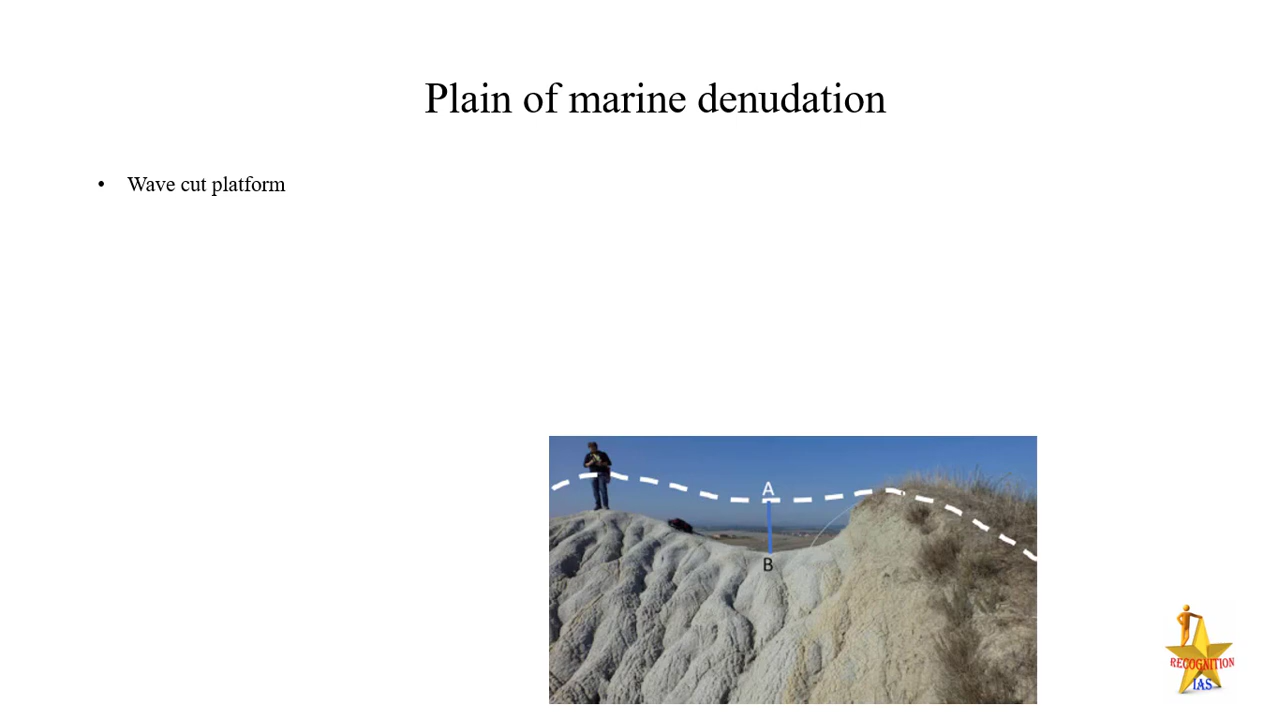 Plain of marine denudation
• Wave cut platform
A
B
RECOGNITION
IAS